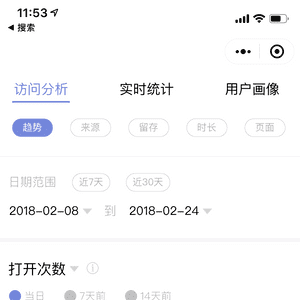 11:53
搜索
访问分析 实时统计 用户画像
趋势 来源 留存 时长 页面
日期范围 近7天 近30天
2018-02-08 到 2018-02-24
打开次数
当日 7天前 14天前